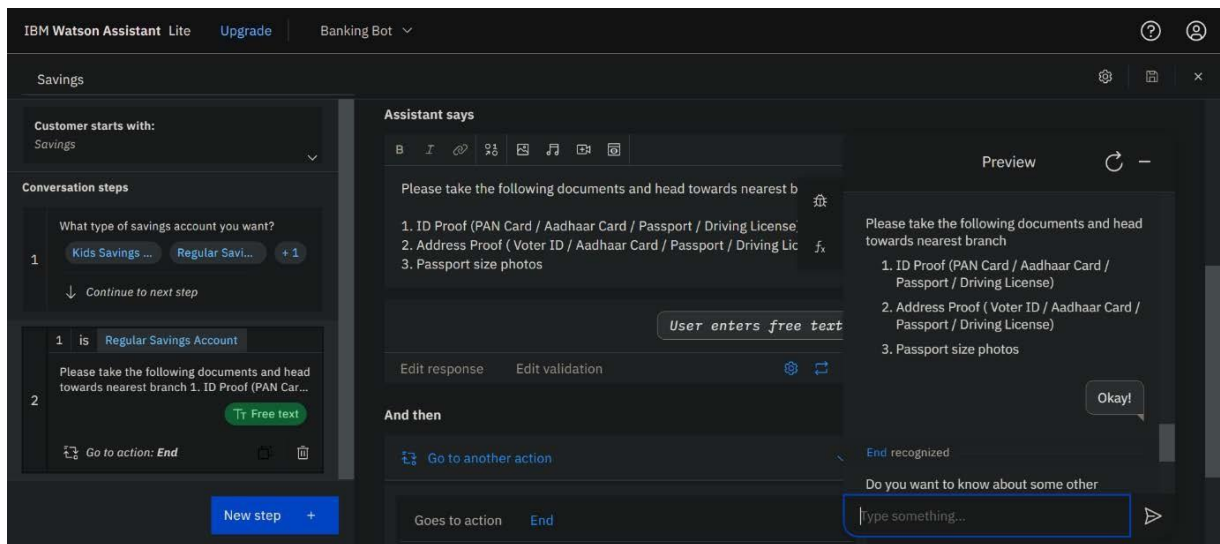 IBM Watson Assistant Lite Upgrade Banking Bot
Savings
Customer starts with:
Savings
Conversation steps
1
What type of savings account you want?
Kids Savings ... Regular Savi... + 1
Continue to next step
2
1 is Regular Savings Account
Please take the following documents and head
towards nearest branch 1. ID Proof (PAN Car...
Free text
Go to action: End
New step +
Assistant says
B I
Please take the following documents and head towards nearest b
1. ID Proof (PAN Card / Aadhaar Card / Passport / Driving License)
2. Address Proof ( Voter ID / Aadhaar Card / Passport / Driving Lic
3. Passport size photos
User enters free text
Edit response Edit validation
And then
Go to another action
Goes to action End
Preview
Please take the following documents and head
towards nearest branch
1. ID Proof (PAN Card / Aadhaar Card /
Passport / Driving License)
2. Address Proof ( Voter ID / Aadhaar Card /
Passport / Driving License)
3. Passport size photos
Okay!
End recognized
Do you want to know about some other
Type something...